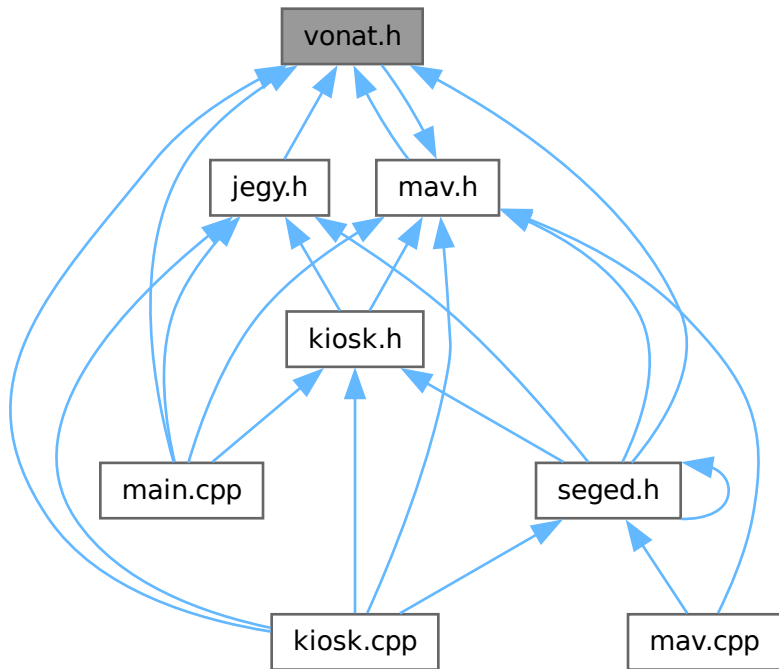 vonat.h
jegy.h
mav.h
kiosk.h
main.cpp
seged.h
kiosk.cpp
mav.cpp